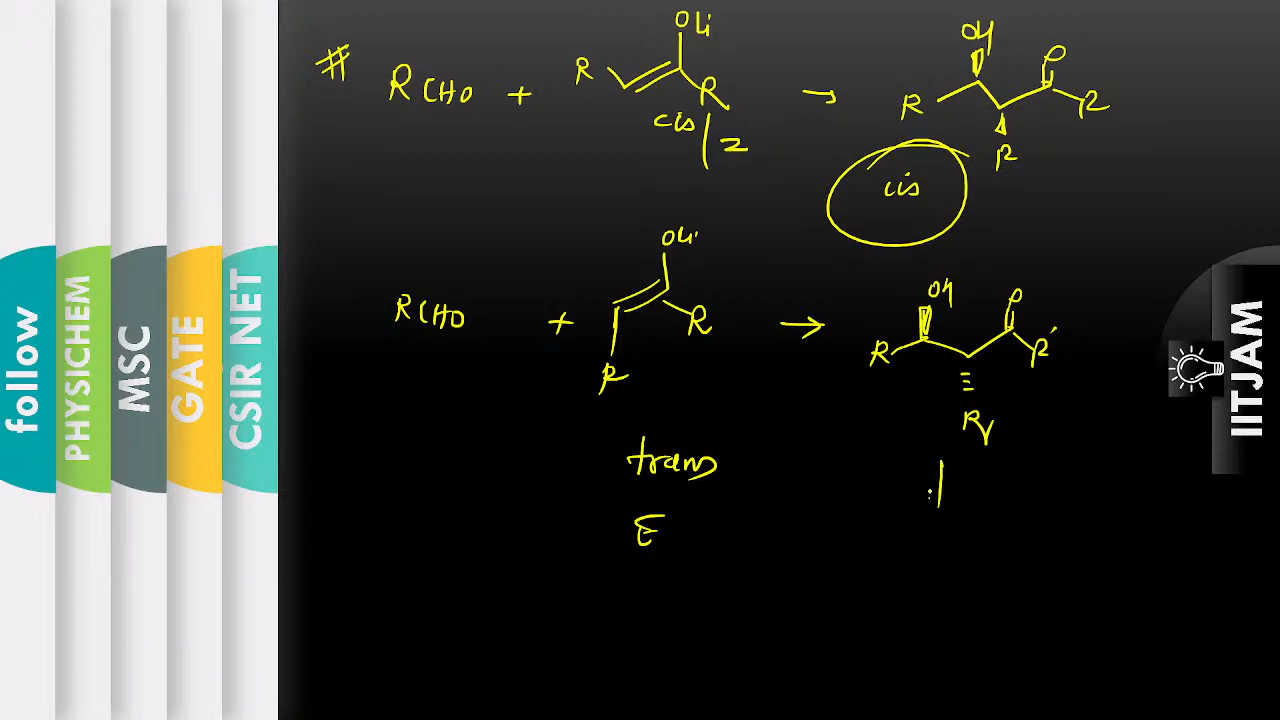 # RCHO + R OLi R → R OH R O R
cis | Z
cis
RCHO + OLi R R → R OH R O R'
trans
E
follow
PHYSICHEM
MSC
GATE
CSIR NET
IITJAM